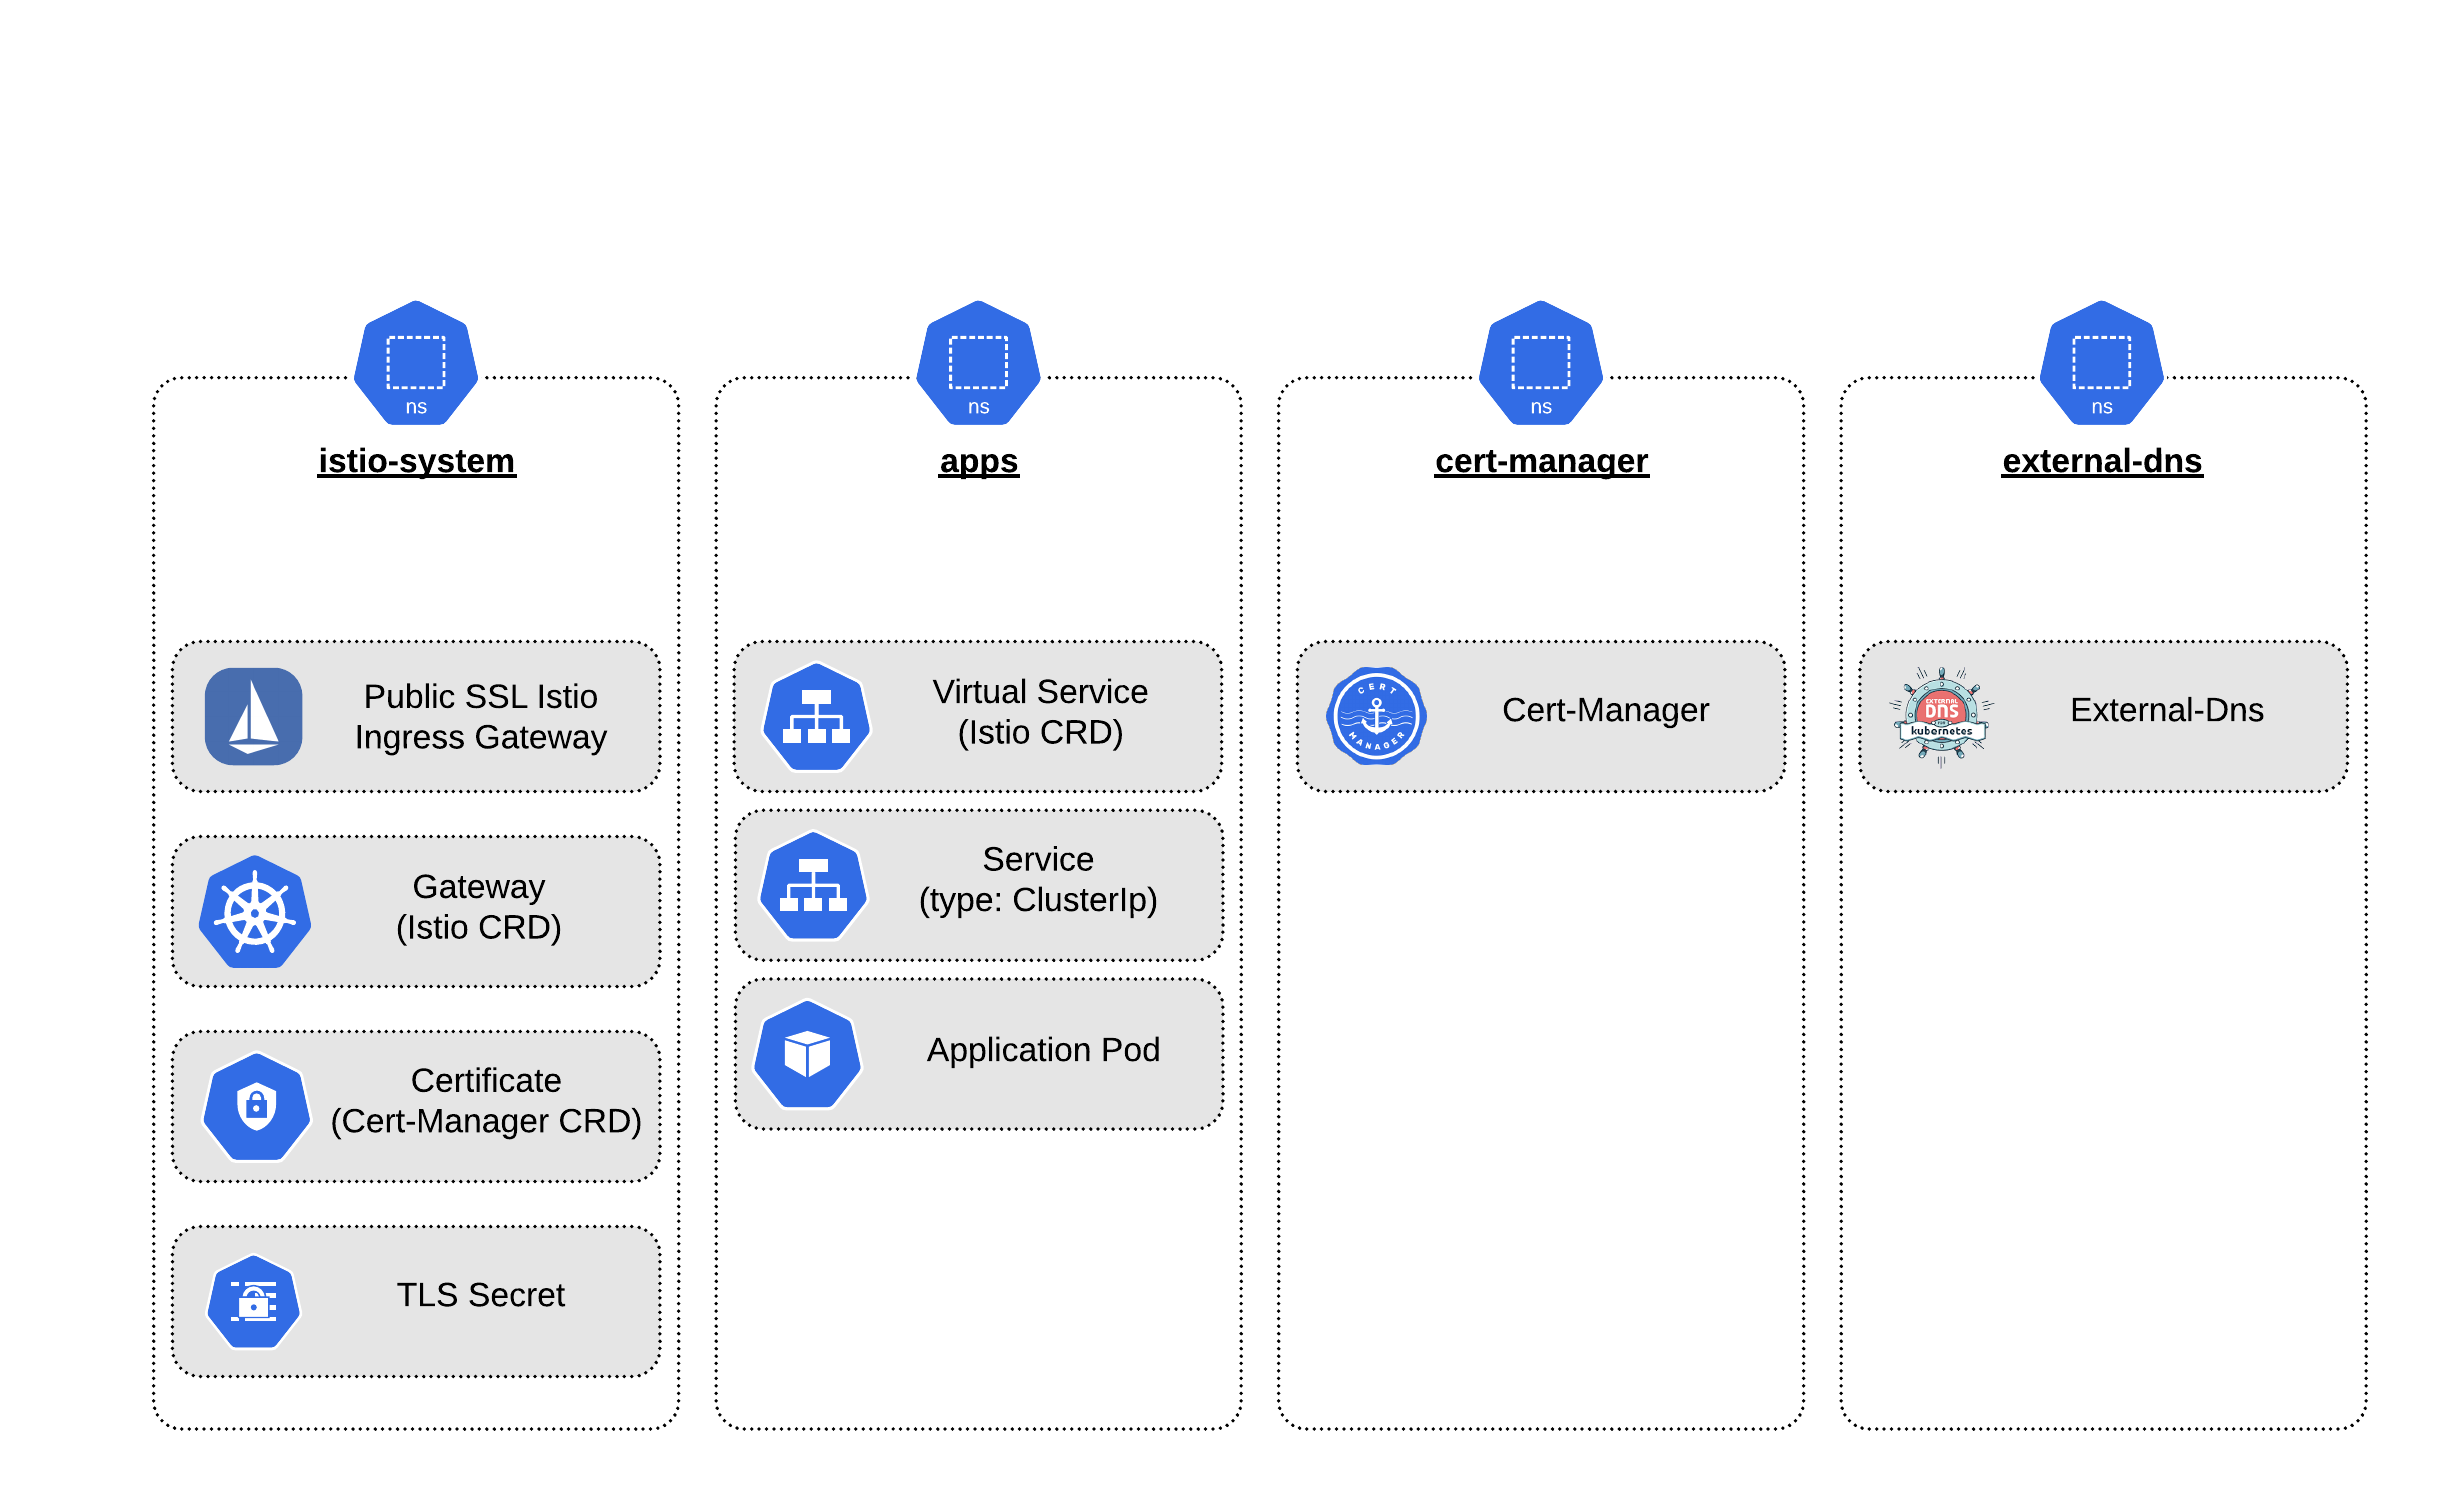 ns
istio-system
Public SSL Istio
Ingress Gateway
Gateway
(Istio CRD)
Certificate
(Cert-Manager CRD)
TLS Secret
ns
apps
Virtual Service
(Istio CRD)
Service
(type: ClusterIp)
Application Pod
ns
cert-manager
CERT
MANAGER
Cert-Manager
ns
external-dns
EXTERNAL
DNS
FOR
kubernetes
External-Dns